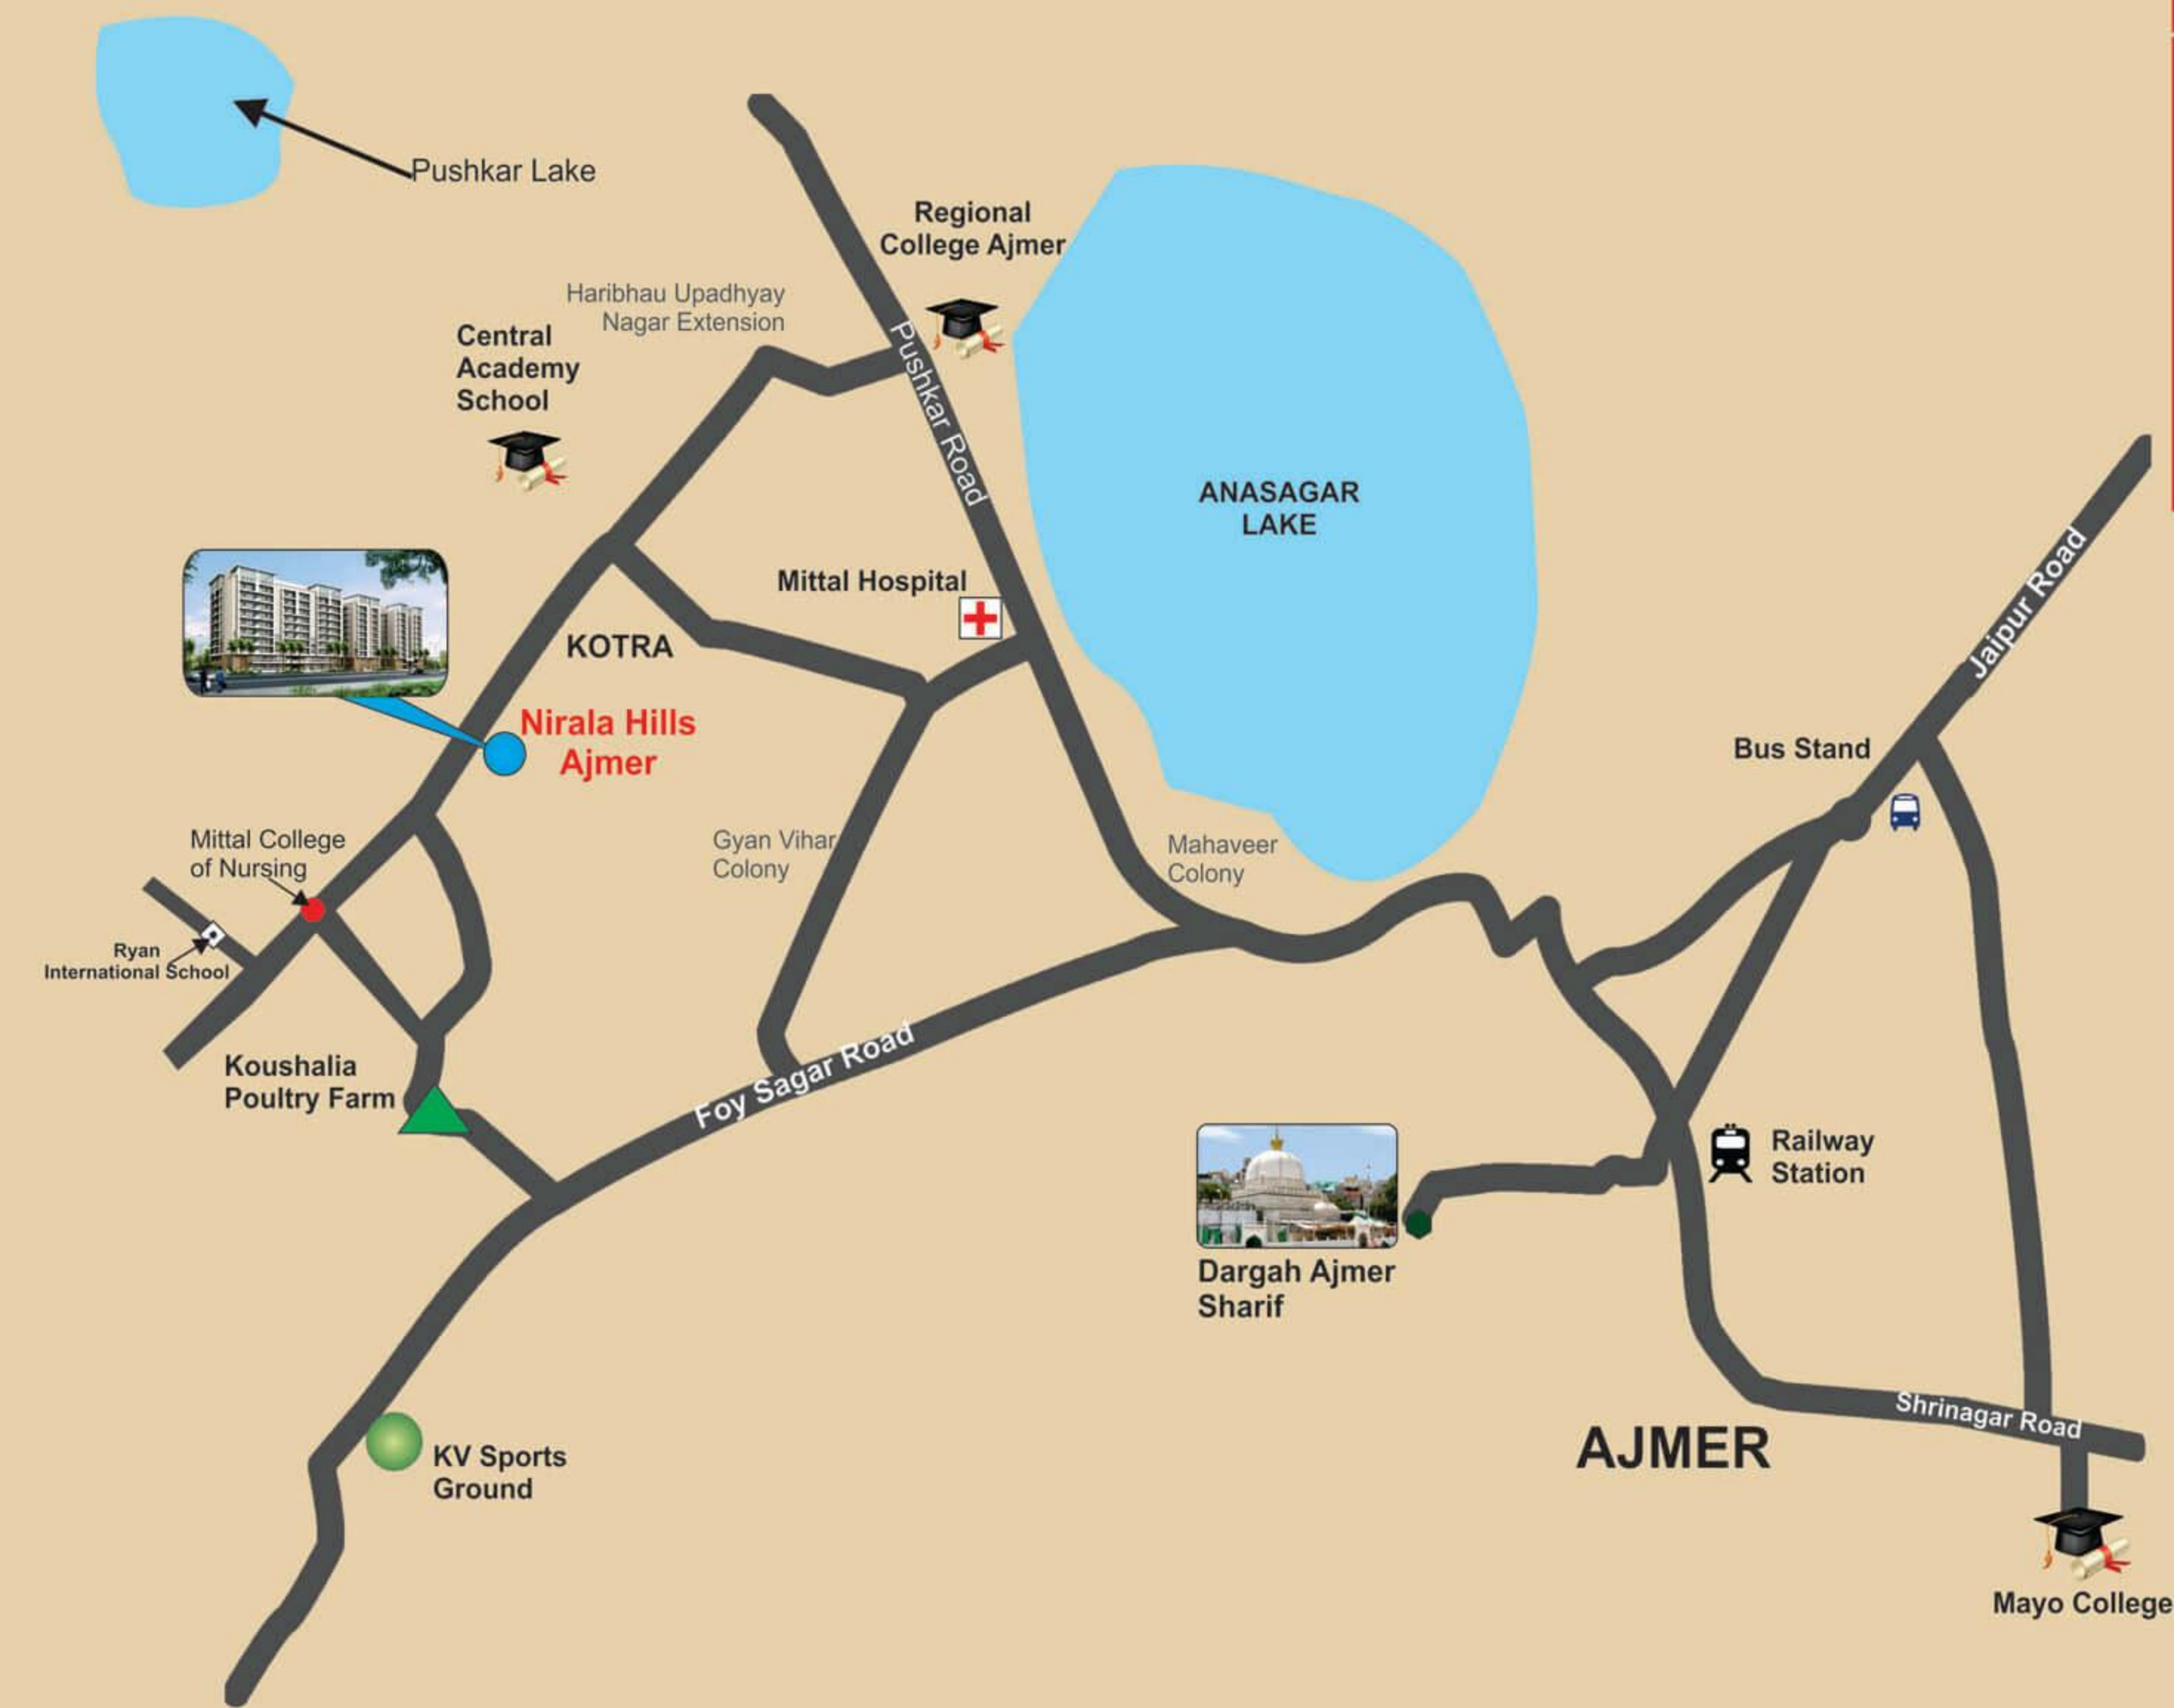 Pushkar Lake
Regional
College Ajmer
Haribhau Upadhyay
Nagar Extension
Central
Academy
School
Pushkar Road
ANASAGAR
LAKE
Mittal Hospital
Jaipur Road
KOTRA
Nirala Hills
Ajmer
Bus Stand
Mittal College
of Nursing
Gyan Vihar
Colony
Mahaveer
Colony
Ryan
International School
Koushalia
Poultry Farm
Foy Sagar Road
Railway
Station
Dargah Ajmer
Sharif
Shrinagar Road
AJMER
KV Sports
Ground
Mayo College